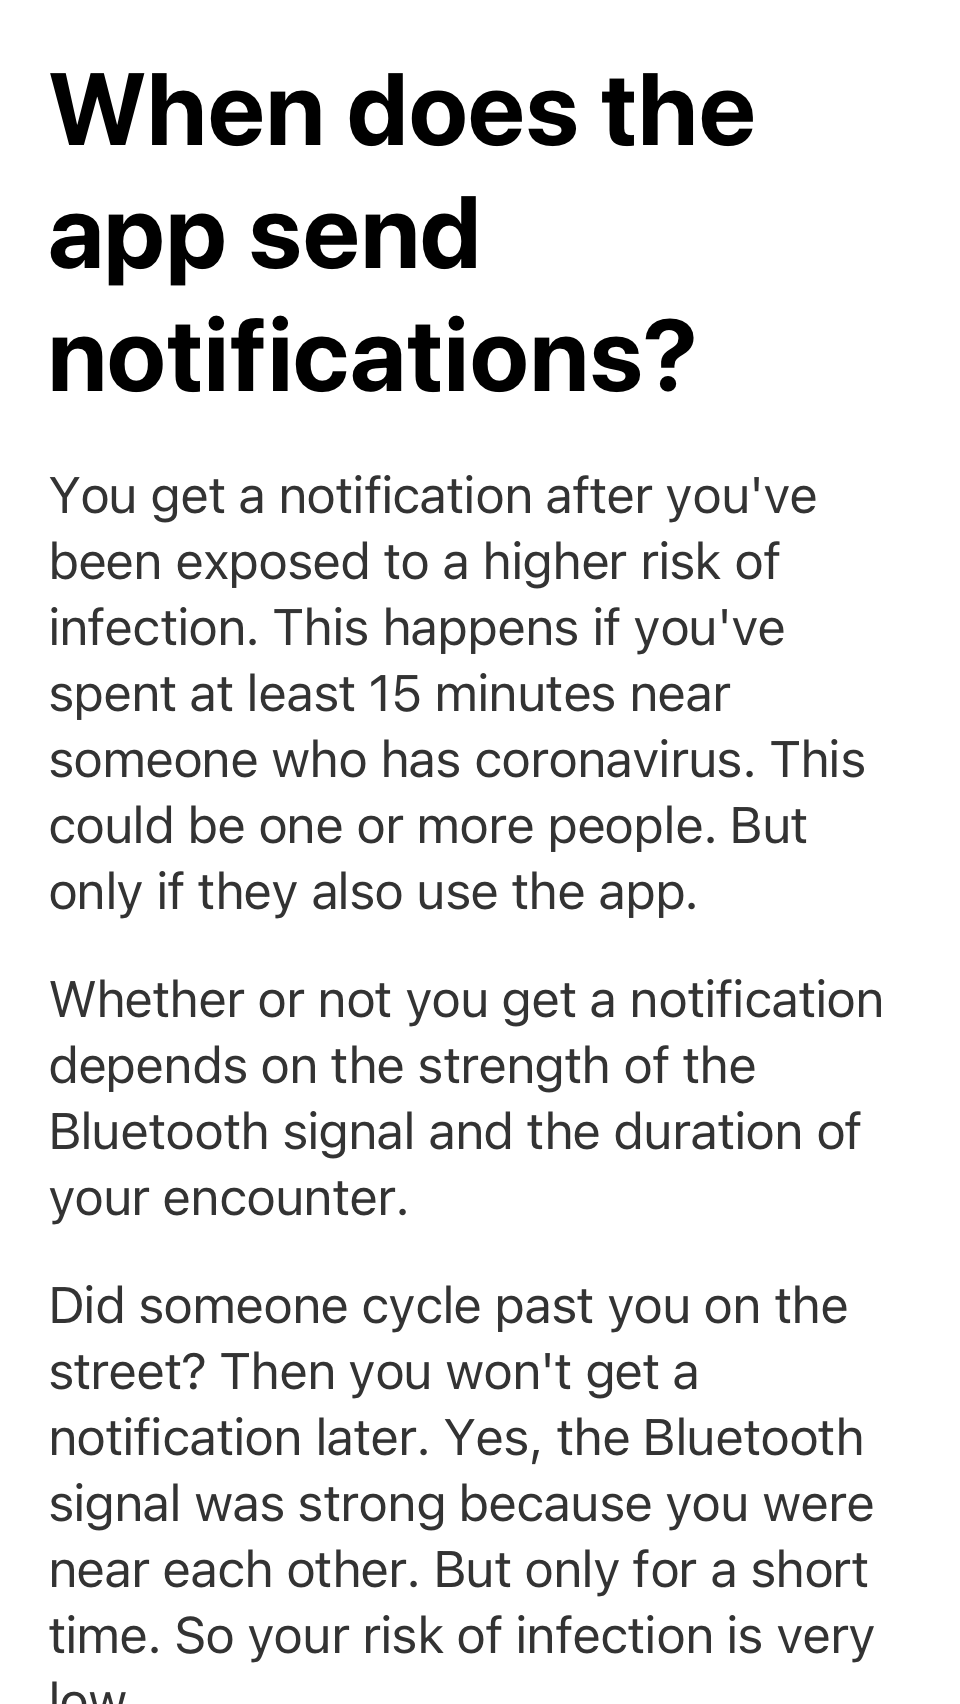 When does the
app send
notifications?
You get a notification after you've
been exposed to a higher risk of
infection. This happens if you've
spent at least 15 minutes near
someone who has coronavirus. This
could be one or more people. But
only if they also use the app.
Whether or not you get a notification
depends on the strength of the
Bluetooth signal and the duration of
your encounter.
Did someone cycle past you on the
street? Then you won't get a
notification later. Yes, the Bluetooth
signal was strong because you were
near each other. But only for a short
time. So your risk of infection is very
low